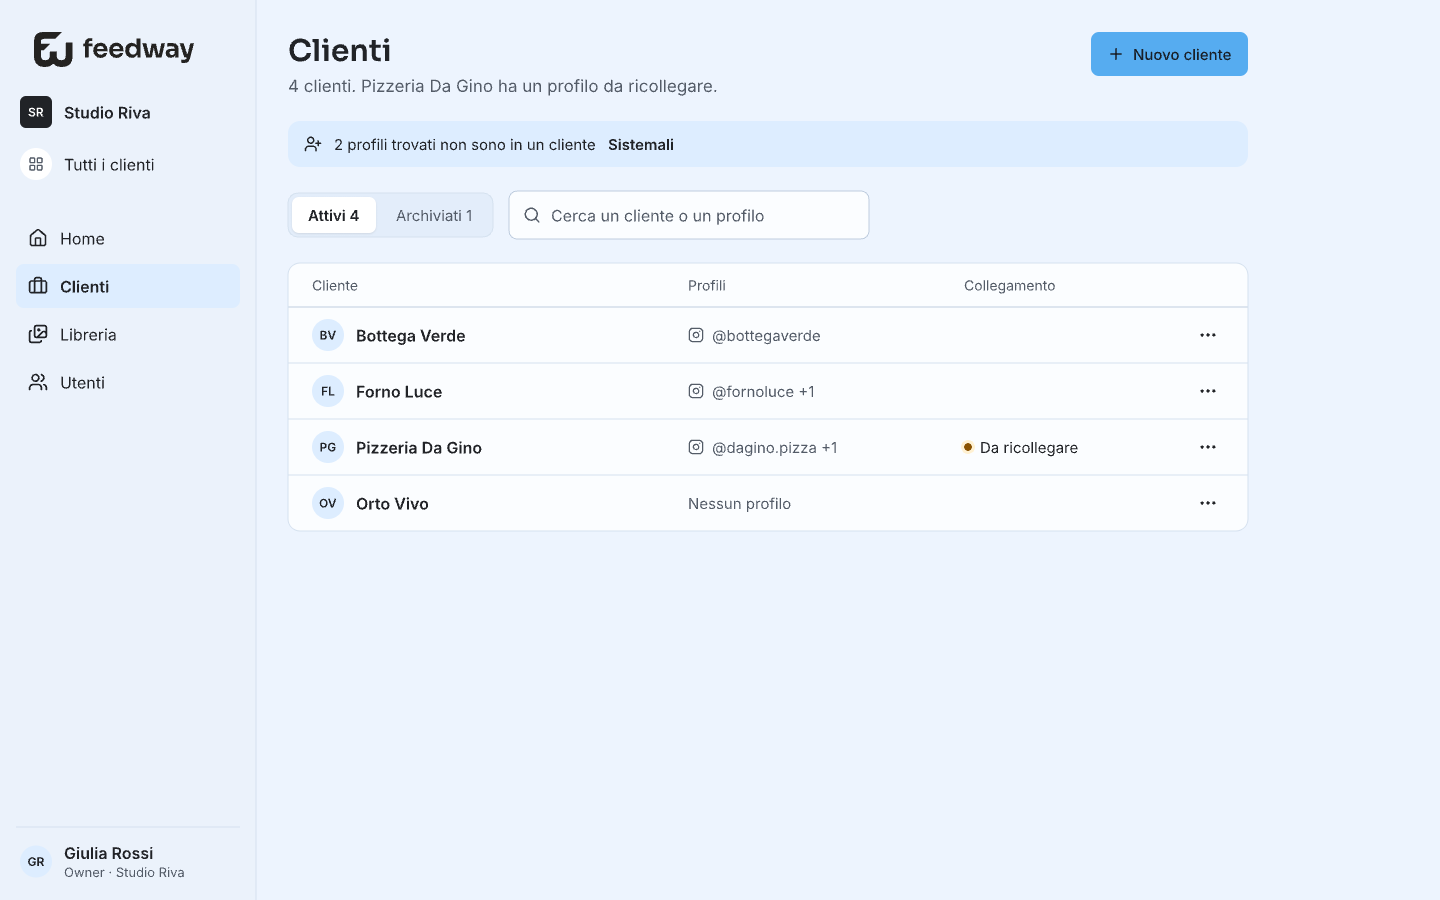 feedway
SR Studio Riva
Tutti i clienti
Home
Clienti
Libreria
Utenti
GR Giulia Rossi
Owner · Studio Riva
Clienti
4 clienti. Pizzeria Da Gino ha un profilo da ricollegare.
Nuovo cliente
2 profili trovati non sono in un cliente Sistemali
Attivi 4 Archiviati 1 Cerca un cliente o un profilo
Cliente Profili Collegamento
BV Bottega Verde @bottegaverde
FL Forno Luce @fornoluce +1
PG Pizzeria Da Gino @dagino.pizza +1 Da ricollegare
OV Orto Vivo Nessun profilo